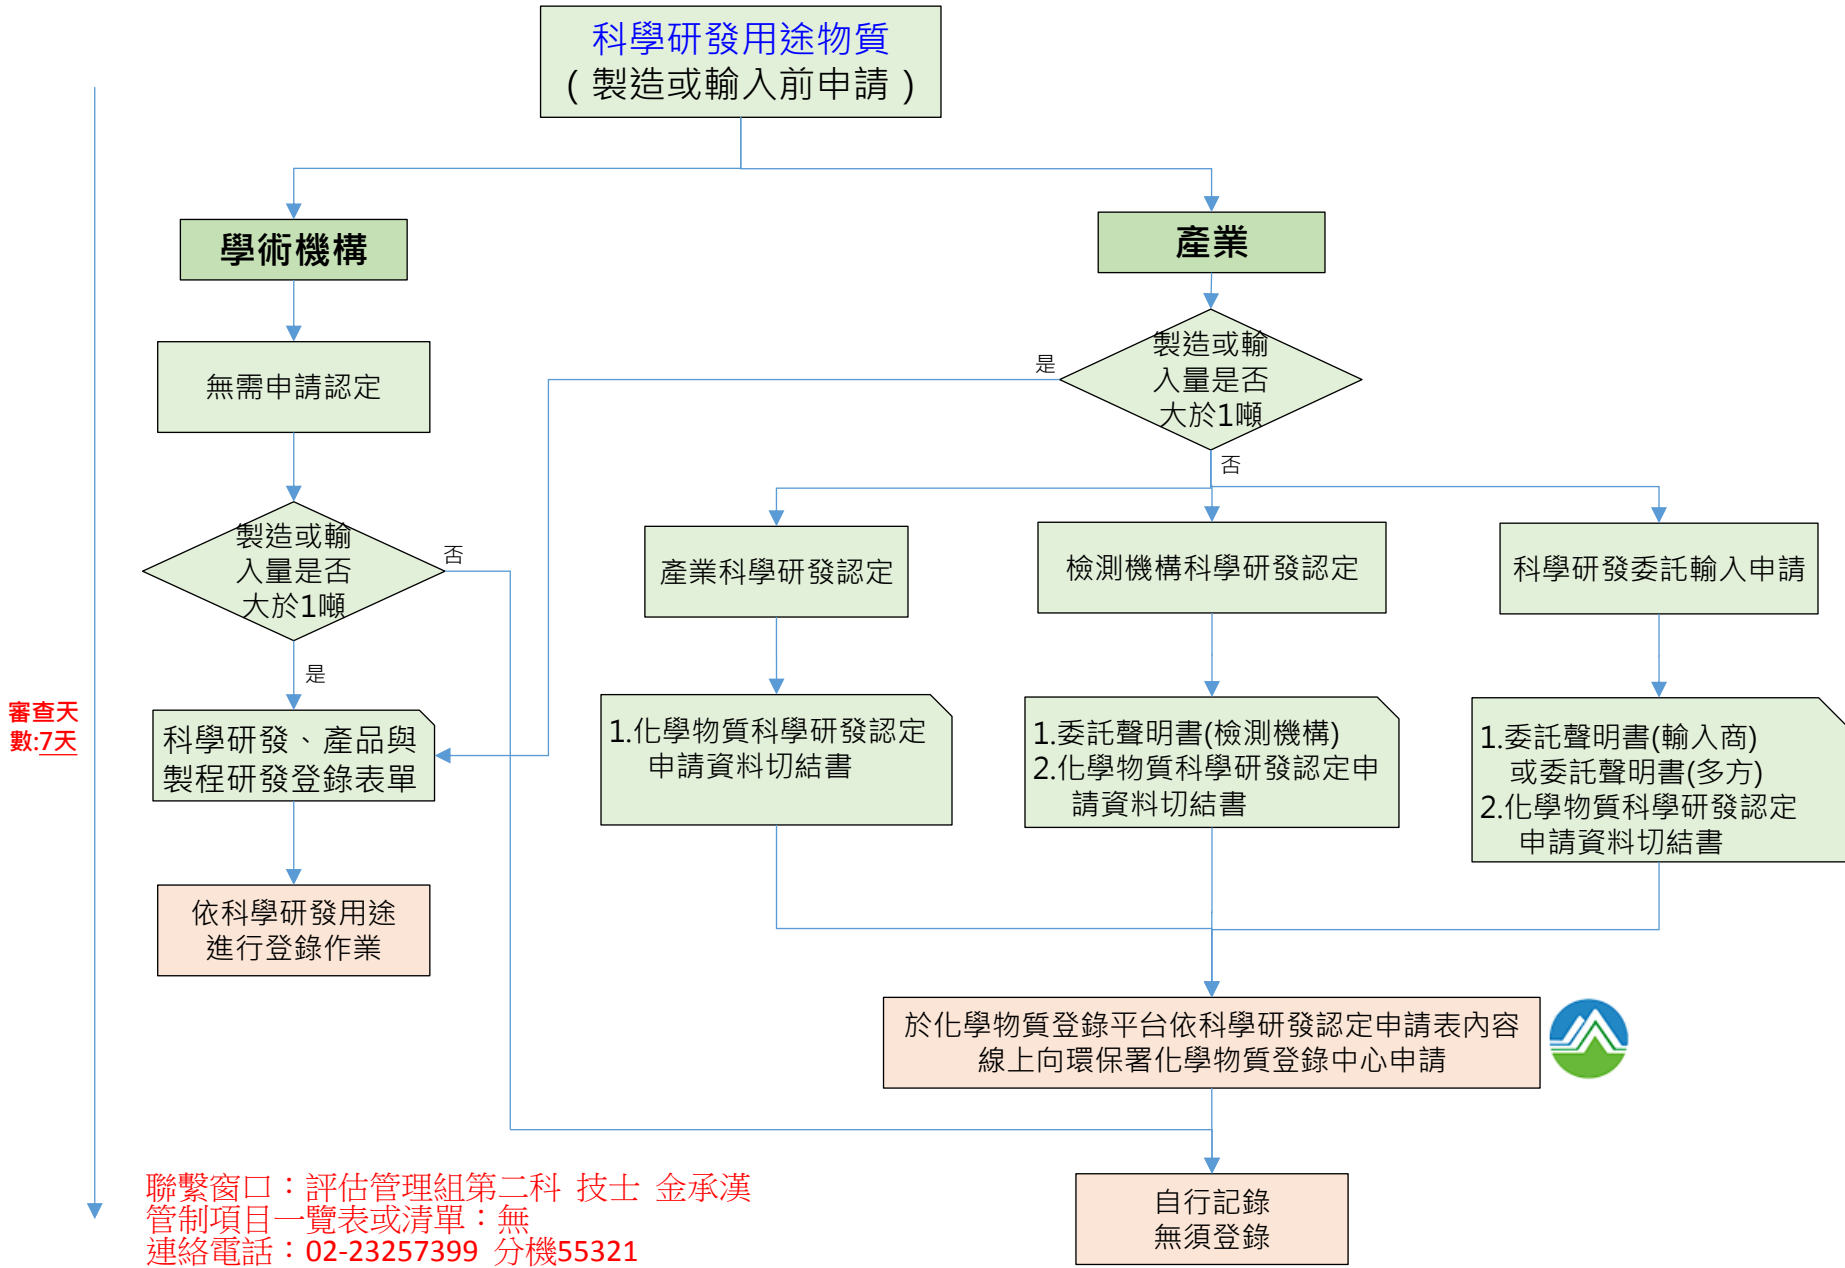 科學研發用途物質
(製造或輸入前申請)
學術機構
產業
無需申請認定
製造或輸
入量是否
大於1噸
是
否
製造或輸
入量是否
大於1噸
否
是
產業科學研發認定
檢測機構科學研發認定
科學研發委託輸入申請
審查天
數:7天
科學研發、產品與
製程研發登錄表單
1.化學物質科學研發認定
申請資料切結書
1.委託聲明書(檢測機構)
2.化學物質科學研發認定申
請資料切結書
1.委託聲明書(輸入商)
或委託聲明書(多方)
2.化學物質科學研發認定
申請資料切結書
依科學研發用途
進行登錄作業
於化學物質登錄平台依科學研發認定申請表內容
線上向環保署化學物質登錄中心申請
自行記錄
無須登錄
聯繫窗口：評估管理組第二科 技士 金承漢
管制項目一覽表或清單：無
連絡電話：02-23257399 分機55321